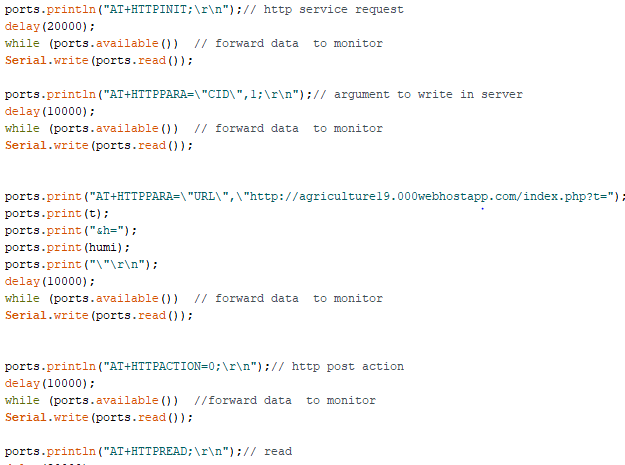 ports.println("AT+HTTPINIT;\r\n");// http service request
delay(20000);
while (ports.available())  // forward data  to monitor
Serial.write(ports.read());
ports.println("AT+HTTPPARA=\"CID\",1;\r\n");// argument to write in server
delay(10000);
while (ports.available())  // forward data  to monitor
Serial.write(ports.read());
ports.print("AT+HTTPPARA=\"URL\",\"http://agriculture19.000webhostapp.com/index.php?t=");
ports.print(t);
ports.print("&h=");
ports.print(humi);
ports.print("\"\r\n");
delay(10000);
while (ports.available())  // forward data  to monitor
Serial.write(ports.read());
ports.println("AT+HTTPACTION=0;\r\n");// http post action
delay(10000);
while (ports.available())  //forward data  to monitor
Serial.write(ports.read());
ports.println("AT+HTTPREAD;\r\n");// read